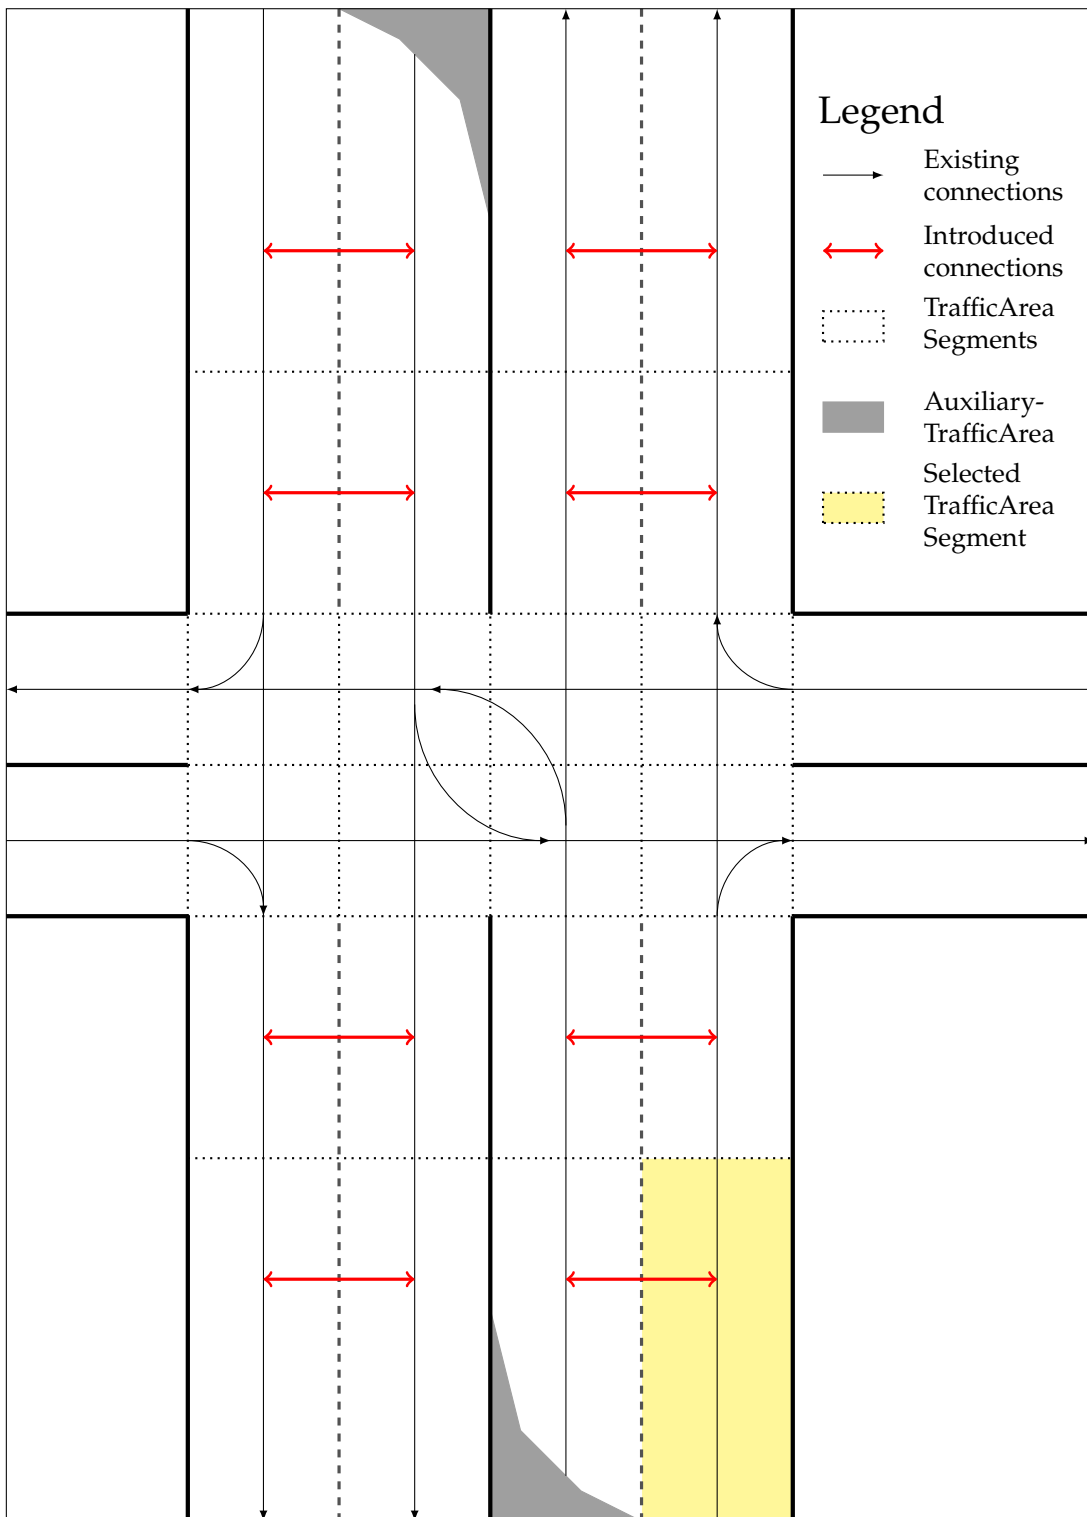 Legend
Existing
connections
Introduced
connections
TrafficArea
Segments
Auxiliary-
TrafficArea
Selected
TrafficArea
Segment